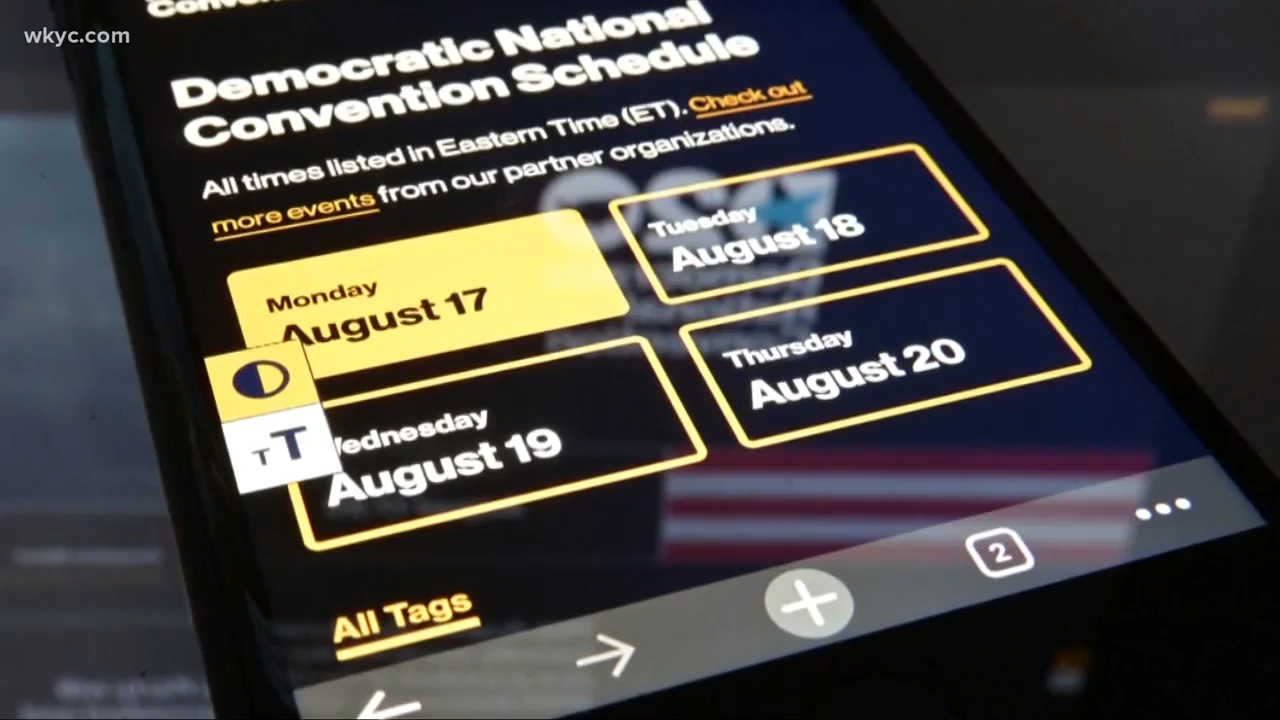 wkyc.com
Democratic National
Convention Schedule
All times listed in Eastern Time (ET). Check out
more events from our partner organizations.
Monday
August 17
Tuesday
August 18
Wednesday
August 19
Thursday
August 20
TT
All Tags
2